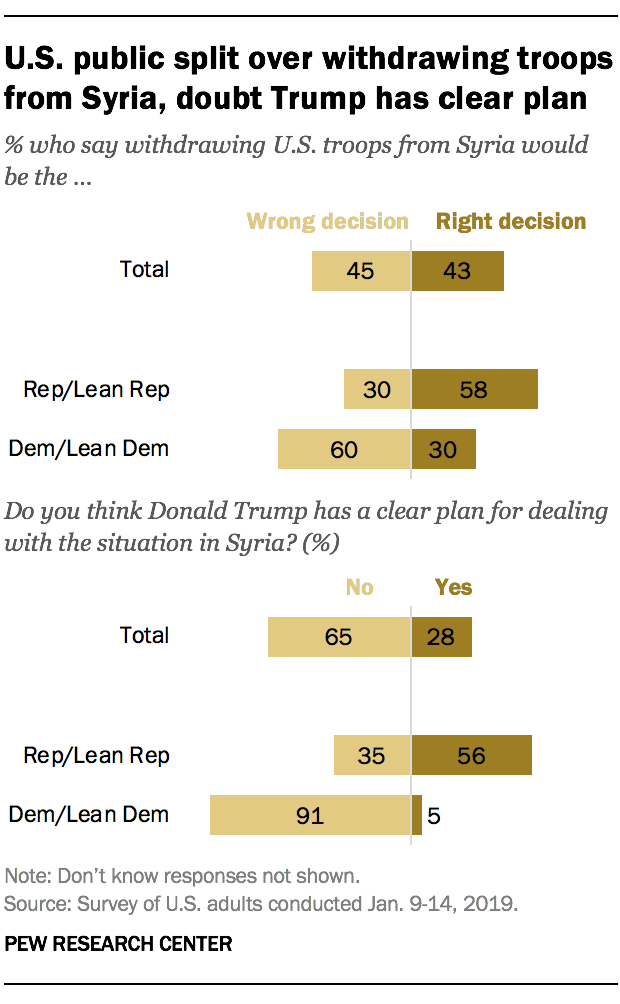 U.S. public split over withdrawing troops
from Syria, doubt Trump has clear plan
% who say withdrawing U.S. troops from Syria would
be the ...
Wrong decision Right decision
Total 45 43
Rep/Lean Rep 30 58
Dem/Lean Dem 60 30
Do you think Donald Trump has a clear plan for dealing
with the situation in Syria? (%)
No Yes
Total 65 28
Rep/Lean Rep 35 56
Dem/Lean Dem 91 5
Note: Don’t know responses not shown.
Source: Survey of U.S. adults conducted Jan. 9-14, 2019.
PEW RESEARCH CENTER